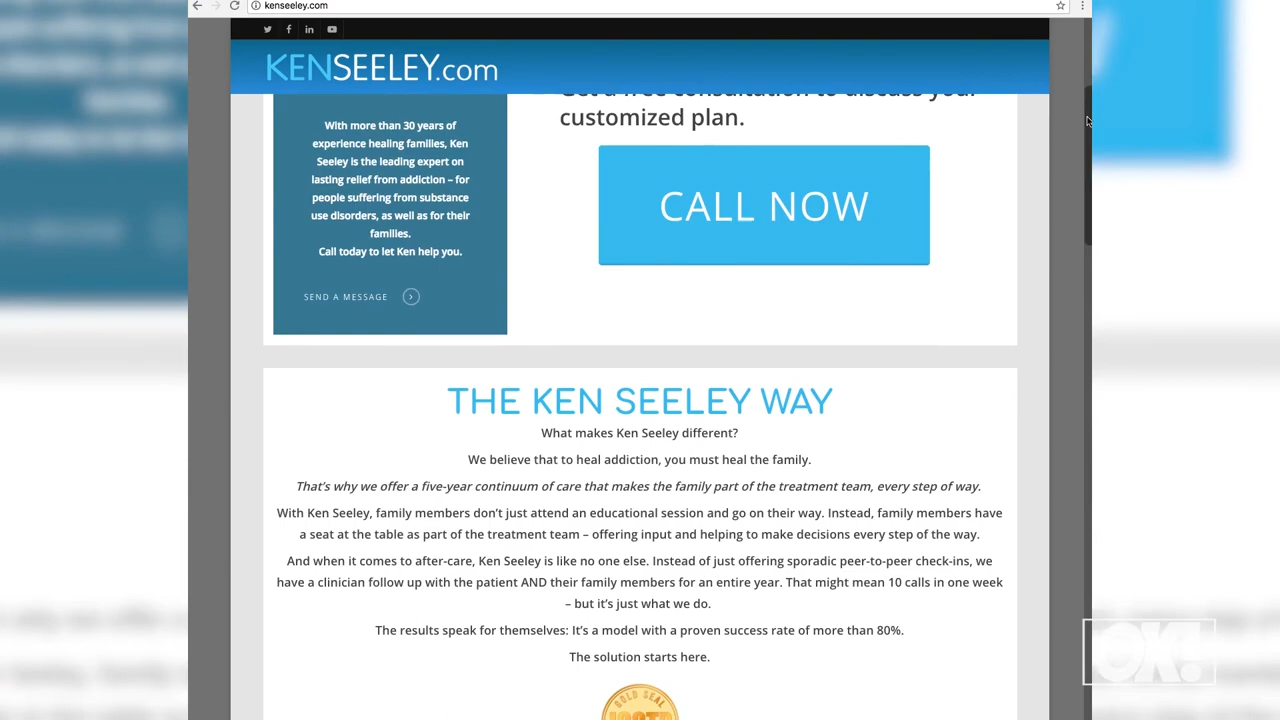 kenseeley.com
KENSEELEY.com
Get a free consultation to discuss your
customized plan.
With more than 30 years of
experience healing families, Ken
Seeley is the leading expert on
lasting relief from addiction – for
people suffering from substance
use disorders, as well as for their
families.
Call today to let Ken help you.
SEND A MESSAGE
CALL NOW
THE KEN SEELEY WAY
What makes Ken Seeley different?
We believe that to heal addiction, you must heal the family.
That’s why we offer a five-year continuum of care that makes the family part of the treatment team, every step of way.
With Ken Seeley, family members don’t just attend an educational session and go on their way. Instead, family members have
a seat at the table as part of the treatment team – offering input and helping to make decisions every step of the way.
And when it comes to after-care, Ken Seeley is like no one else. Instead of just offering sporadic peer-to-peer check-ins, we
have a clinician follow up with the patient AND their family members for an entire year. That might mean 10 calls in one week
– but it’s just what we do.
The results speak for themselves: It’s a model with a proven success rate of more than 80%.
The solution starts here.
GOLD SEAL
OK!